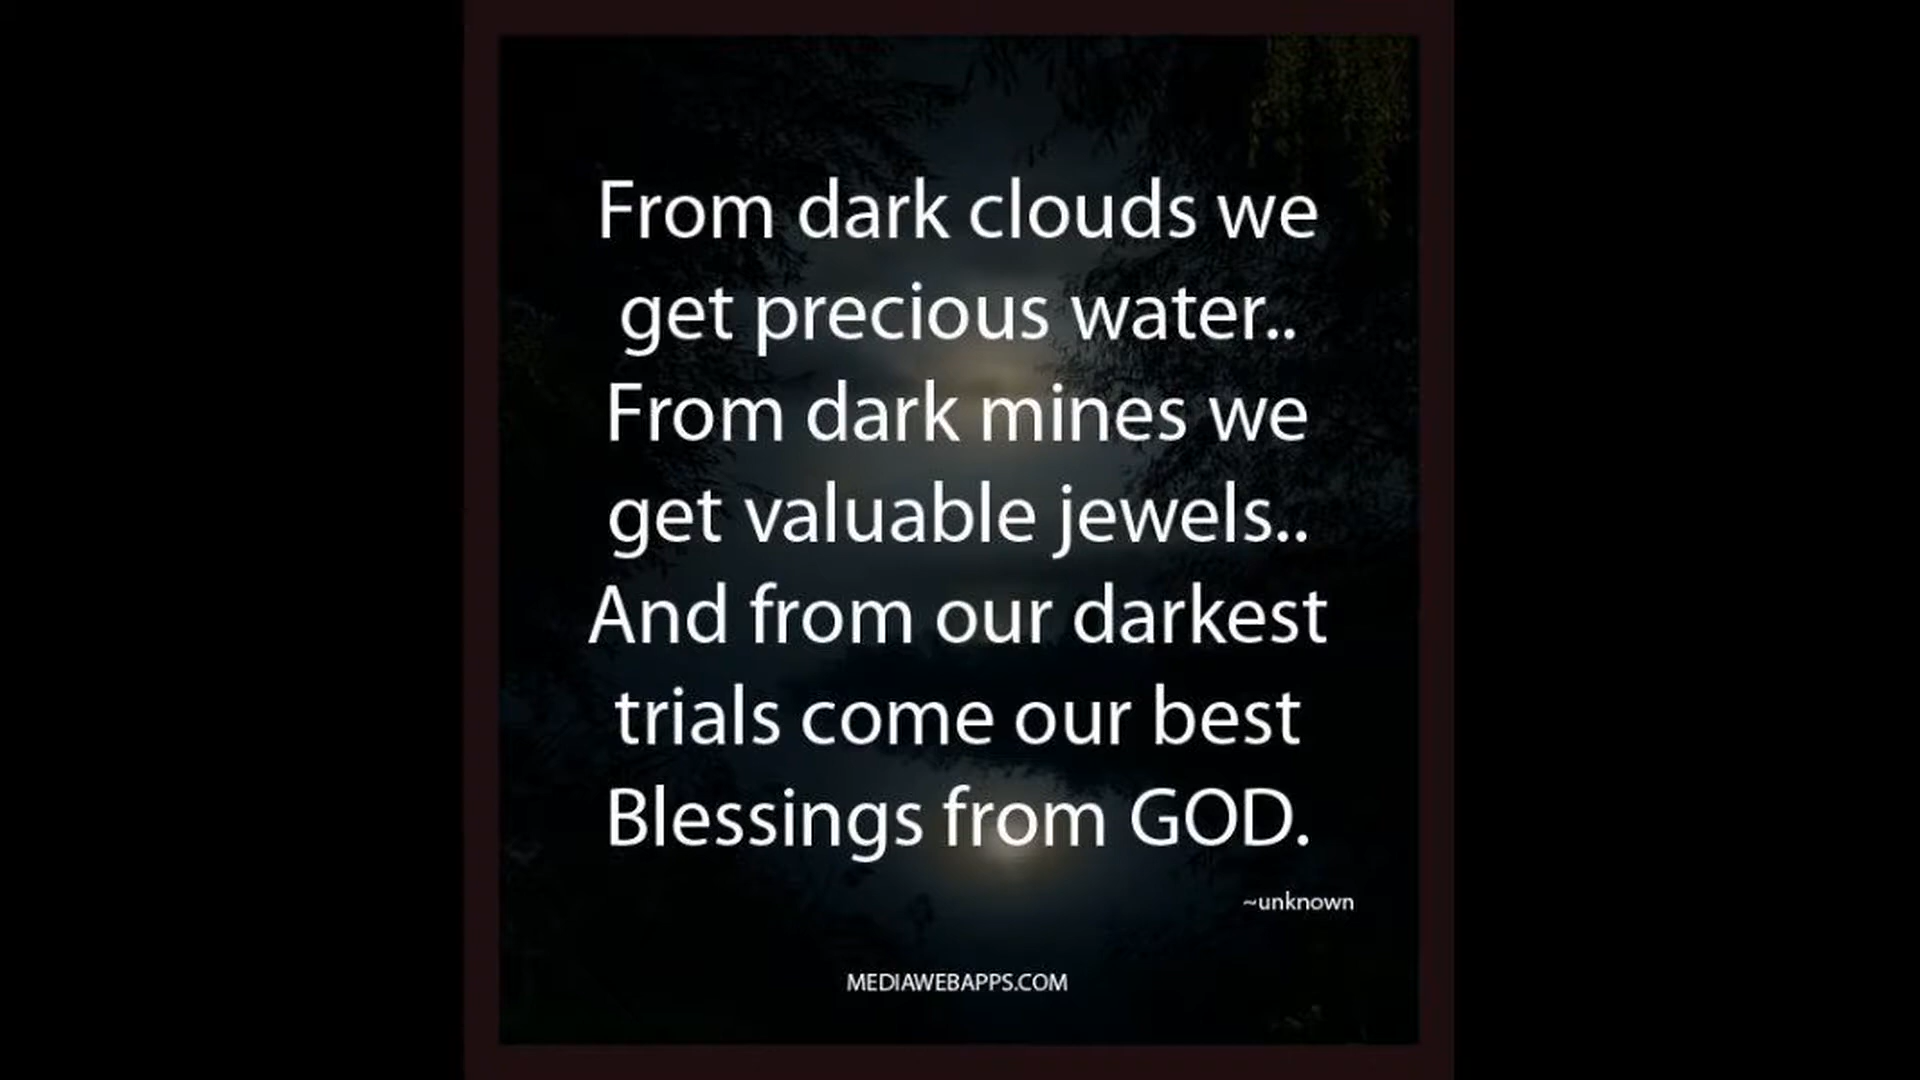 From dark clouds we
get precious water..
From dark mines we
get valuable jewels..
And from our darkest
trials come our best
Blessings from GOD.
~unknown
MEDIAWEBAPPS.COM